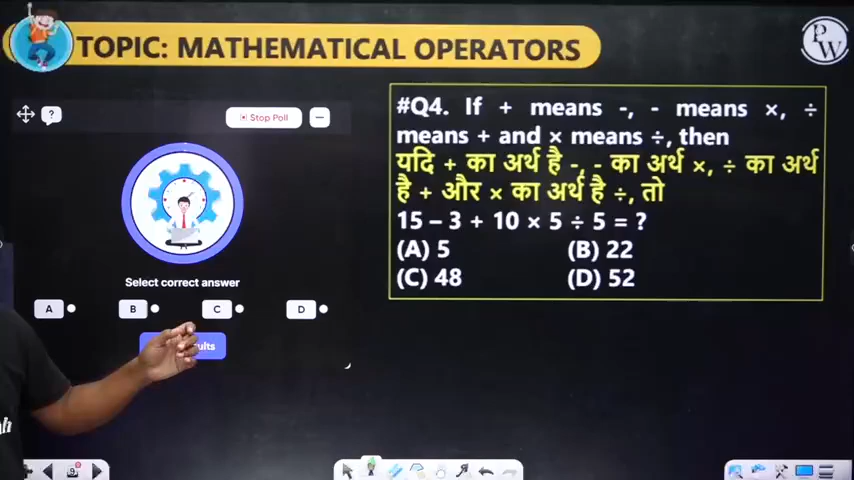 TOPIC: MATHEMATICAL OPERATORS
PW
Stop Poll
#Q4. If + means -, - means ×, ÷
means + and × means ÷, then
यदि + का अर्थ है -, - का अर्थ ×, ÷ का अर्थ
है + और × का अर्थ है ÷, तो
15 – 3 + 10 × 5 ÷ 5 = ?
(A) 5 (B) 22
(C) 48 (D) 52
Select correct answer
A B C D